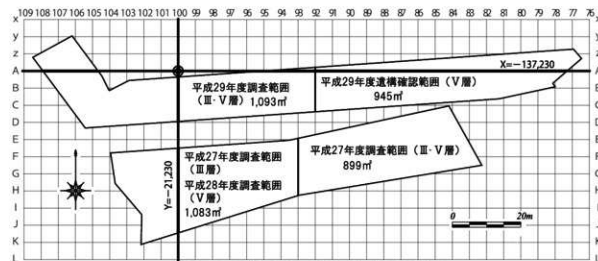 109 108 107 106 105 104 103 102 101 100 99 98 97 96 95 94 93 92 91 90 89 88 87 86 85 84 83 82 81 80 79 78 77 76 75
x x
y y
z z
A A
B B
C C
D D
E E
F F
G G
H H
I I
J J
K K
L L
X=-137,230
Y=-21,230
平成29年度調査範囲
(Ⅲ・Ⅴ層) 1,093㎡
平成29年度遺構確認範囲(Ⅴ層)
945㎡
平成27年度調査範囲
(Ⅲ層)
平成28年度調査範囲
(Ⅴ層)
1,083㎡
平成27年度調査範囲(Ⅲ・Ⅴ層)
899㎡
0 20m